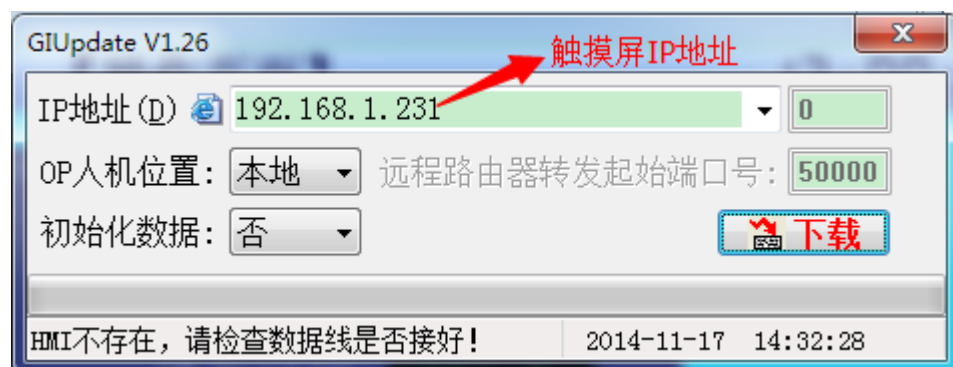 GIUpdate V1.26
触摸屏IP地址
IP地址(D) 192.168.1.231 0
OP人机位置: 本地 远程路由器转发起始端口号: 50000
初始化数据: 否 下载
HMI不存在，请检查数据线是否接好! 2014-11-17 14:32:28